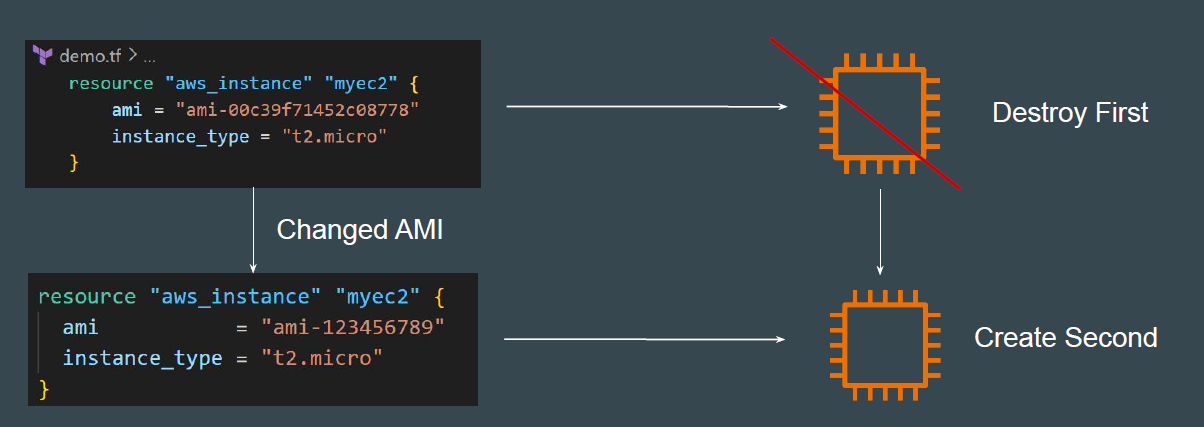 demo.tf > ...
resource "aws_instance" "myec2" {
ami = "ami-00c39f71452c08778"
instance_type = "t2.micro"
}
Destroy First
Changed AMI
resource "aws_instance" "myec2" {
ami = "ami-123456789"
instance_type = "t2.micro"
}
Create Second